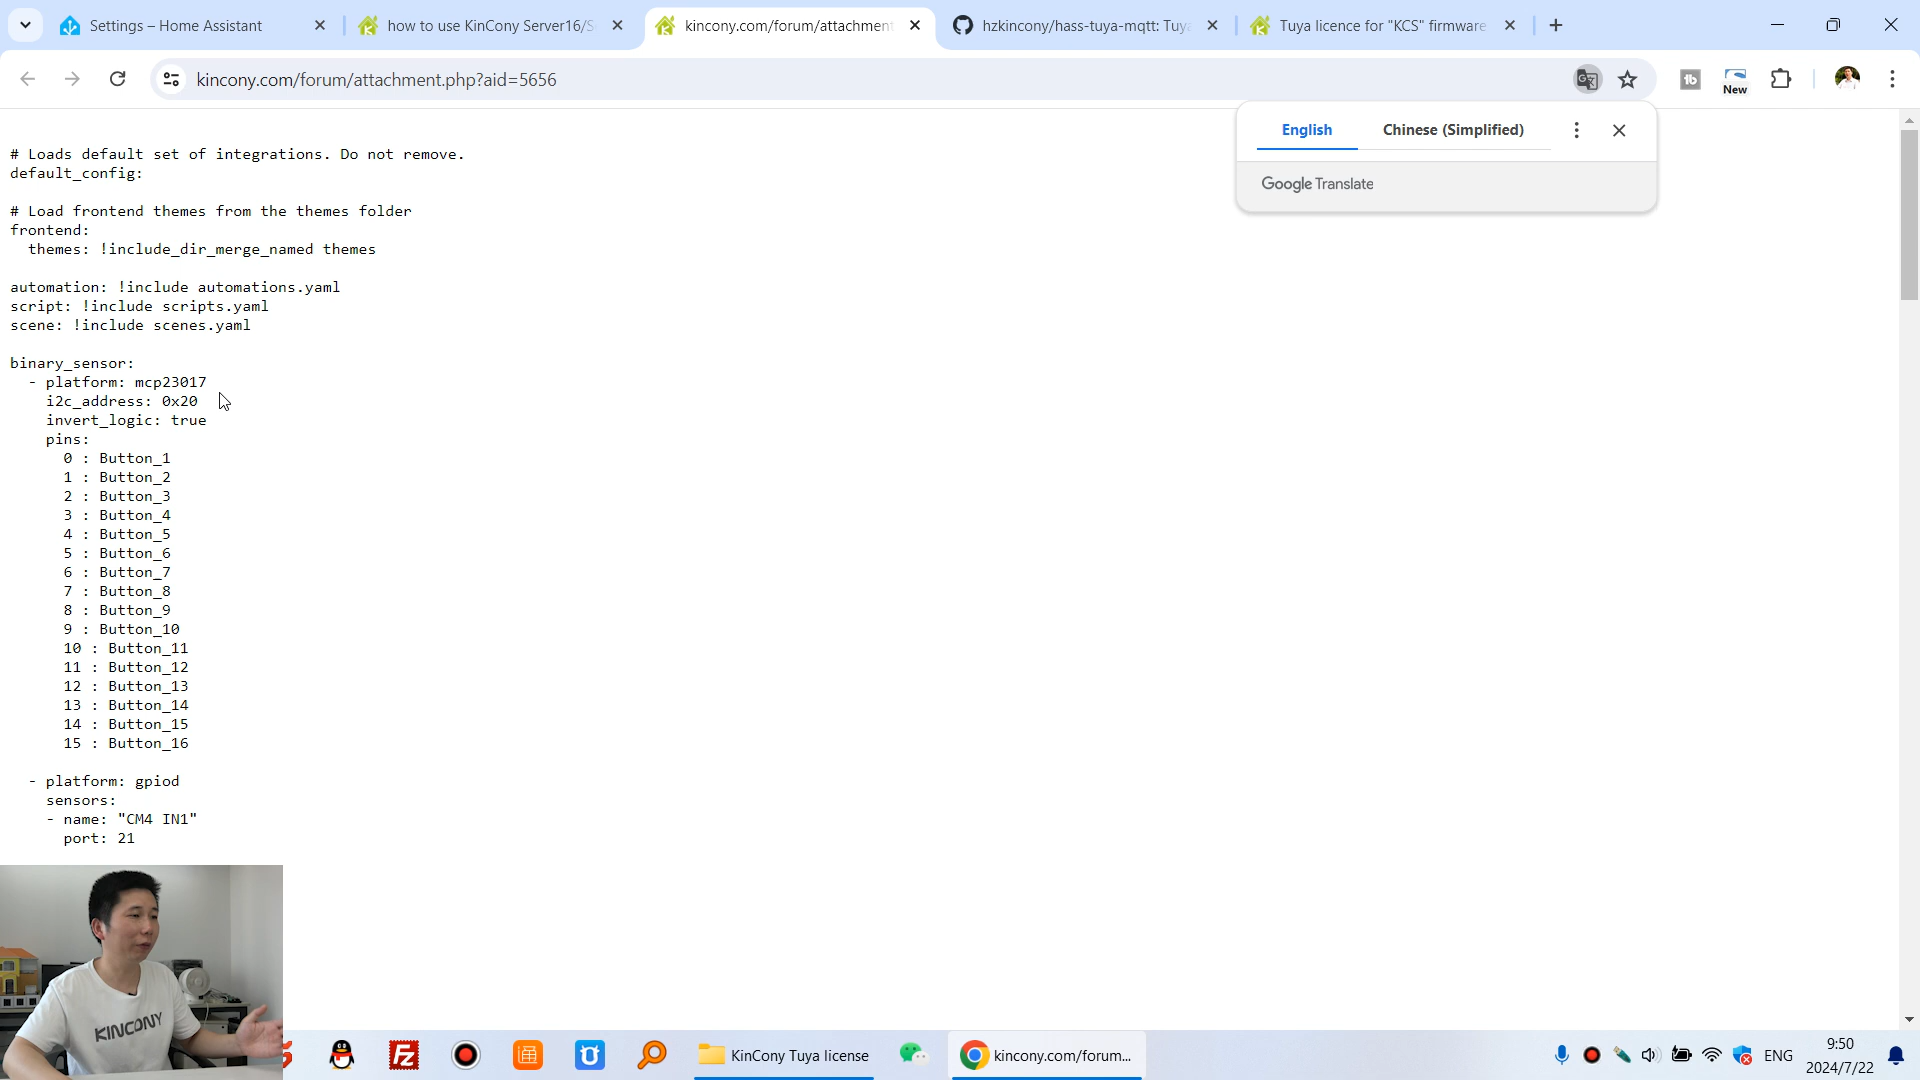 Settings – Home Assistant
how to use KinCony Server16/S
kincony.com/forum/attachment
hzkincony/hass-tuya-mqtt: Tuya
Tuya licence for "KCS" firmware
kincony.com/forum/attachment.php?aid=5656
New
English
Chinese (Simplified)
Google Translate
# Loads default set of integrations. Do not remove.
default_config:
# Load frontend themes from the themes folder
frontend:
themes: !include_dir_merge_named themes
automation: !include automations.yaml
script: !include scripts.yaml
scene: !include scenes.yaml
binary_sensor:
- platform: mcp23017
i2c_address: 0x20
invert_logic: true
pins:
0 : Button_1
1 : Button_2
2 : Button_3
3 : Button_4
4 : Button_5
5 : Button_6
6 : Button_7
7 : Button_8
8 : Button_9
9 : Button_10
10 : Button_11
11 : Button_12
12 : Button_13
13 : Button_14
14 : Button_15
15 : Button_16
- platform: gpiod
sensors:
- name: "CM4 IN1"
port: 21
KINCONY
KinCony Tuya license
kincony.com/forum...
ENG
9:50
2024/7/22